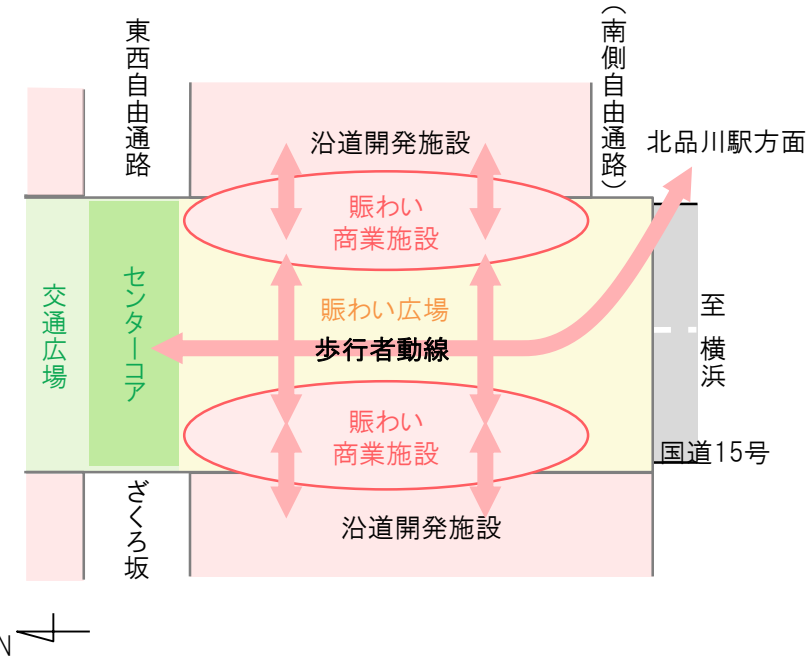 東西自由通路
（南側自由通路）
北品川駅方面
沿道開発施設
賑わい
商業施設
交通広場
センターコア
賑わい広場
歩行者動線
至 横浜
賑わい
商業施設
国道15号
ざくろ坂
沿道開発施設
N